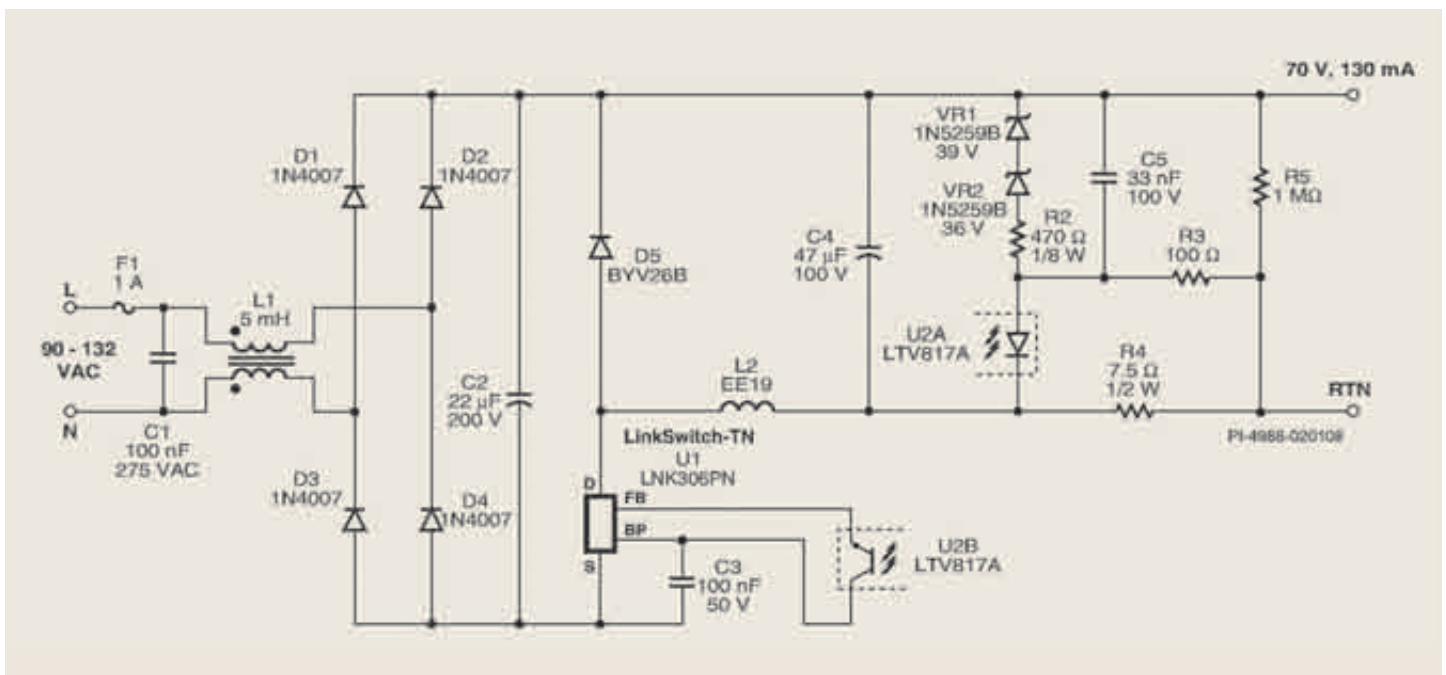 70 V, 130 mA
VR1
1N5259B
39 V
D1
1N4007
D2
1N4007
C5
33 nF
100 V
R5
1 MΩ
VR2
1N5259B
36 V
R2
470 Ω
1/8 W
C4
47 µF
100 V
R3
100 Ω
D5
BYV26B
F1
1 A
L
L1
5 mH
90 - 132
VAC
U2A
LTV817A
R4
7.5 Ω
1/2 W
L2
EE19
C2
22 µF
200 V
RTN
N
C1
100 nF
275 VAC
LinkSwitch-TN
U1
LNK306PN
PI-4986-020108
D3
1N4007
D4
1N4007
D
FB
BP
S
U2B
LTV817A
C3
100 nF
50 V